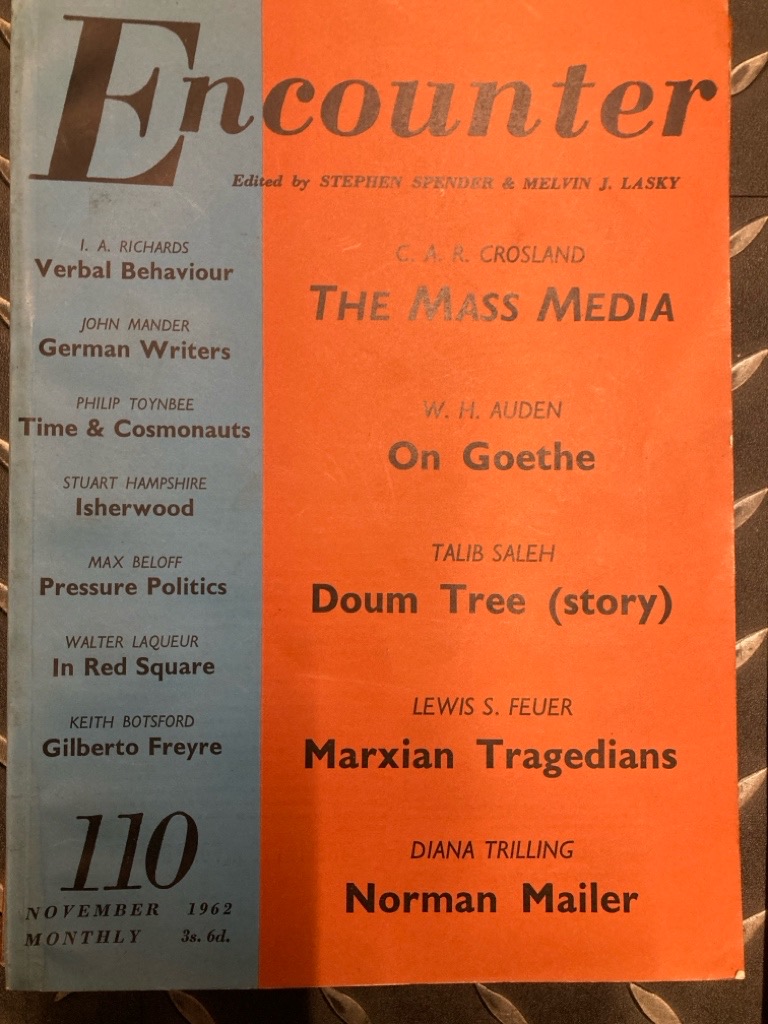 Encounter
Edited by STEPHEN SPENDER & MELVIN J. LASKY
I. A. RICHARDS
Verbal Behaviour
JOHN MANDER
German Writers
PHILIP TOYNBEE
Time & Cosmonauts
STUART HAMPSHIRE
Isherwood
MAX BELOFF
Pressure Politics
WALTER LAQUEUR
In Red Square
KEITH BOTSFORD
Gilberto Freyre
110
NOVEMBER 1962
MONTHLY 3s. 6d.
C. A. R. CROSLAND
THE MASS MEDIA
W. H. AUDEN
On Goethe
TALIB SALEH
Doum Tree (story)
LEWIS S. FEUER
Marxian Tragedians
DIANA TRILLING
Norman Mailer